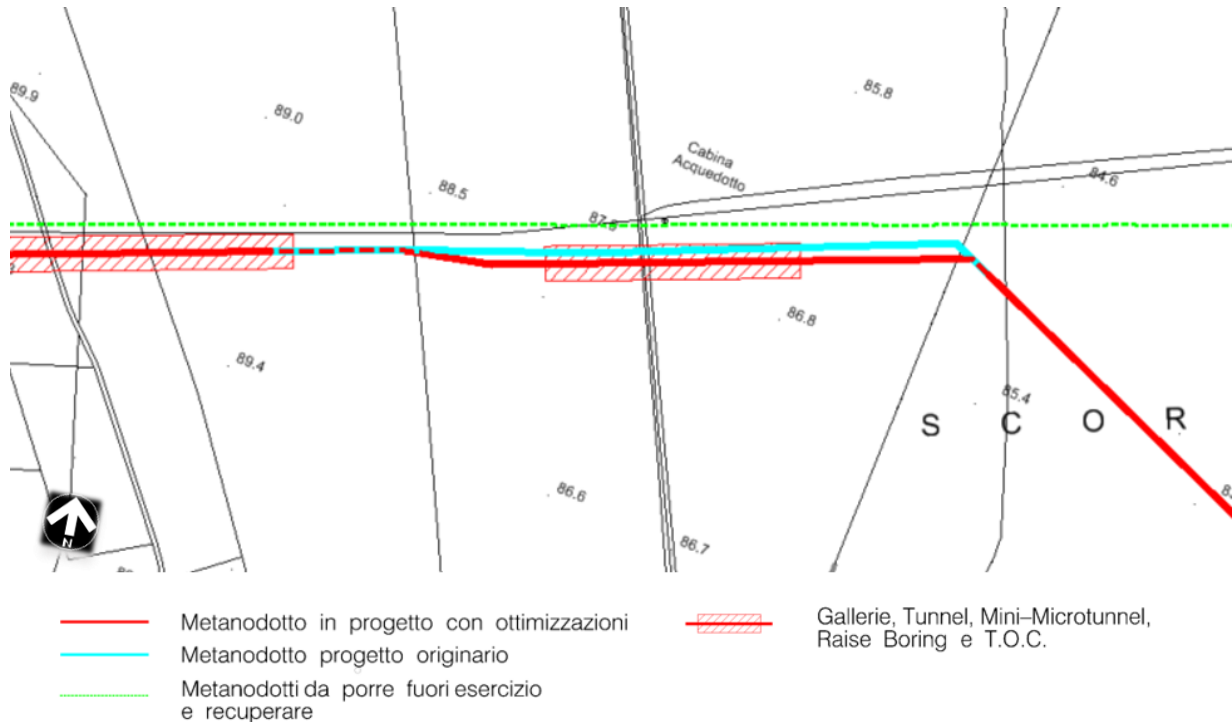 89.9
89.0
85.8
Cabina
Acquedotto
88.5
84.6
87.6
86.8
89.4
85.4
S C O R
86.6
86.7
N
Metanodotto in progetto con ottimizzazioni
Metanodotto progetto originario
Metanodotti da porre fuori esercizio
e recuperare
Gallerie, Tunnel, Mini–Microtunnel,
Raise Boring e T.O.C.